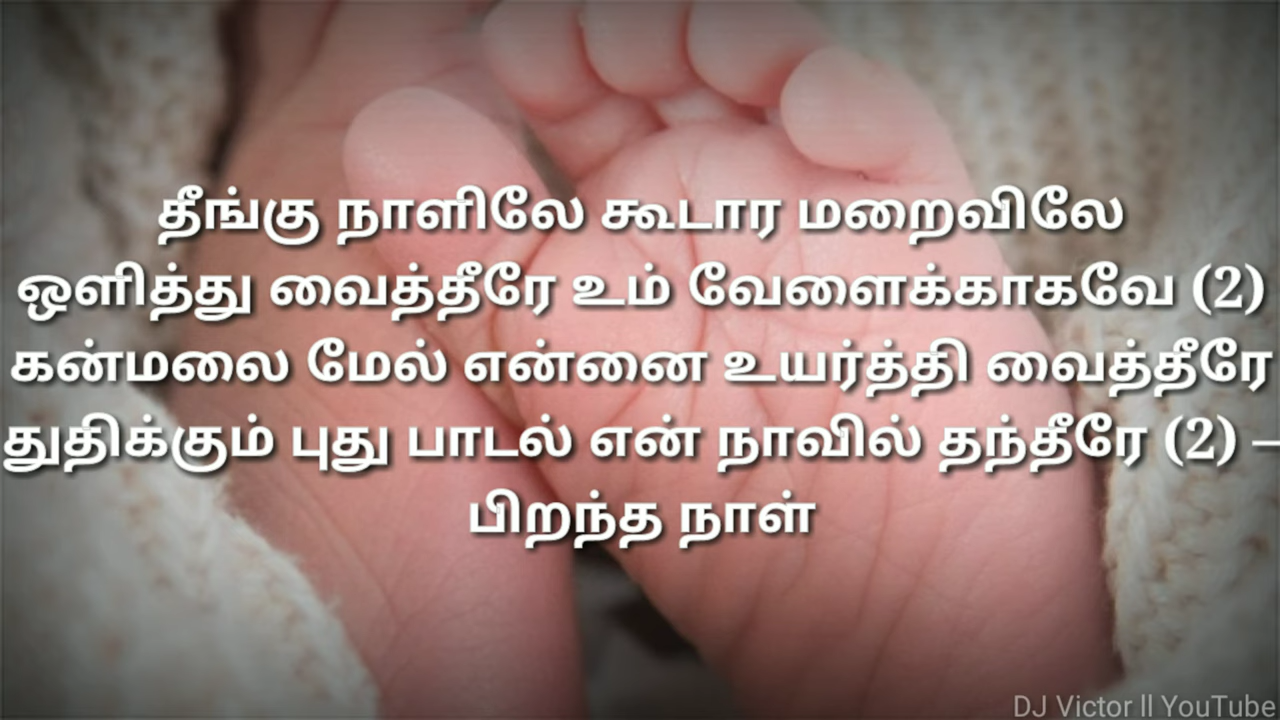 தீங்கு நாளிலே கூடார மறைவிலே
ஒளித்து வைத்தீரே உம் வேளைக்காகவே (2)
கன்மலை மேல் என்னை உயர்த்தி வைத்தீரே
துதிக்கும் புது பாடல் என் நாவில் தந்தீரே (2) –
பிறந்த நாள்
DJ Victor ll YouTube